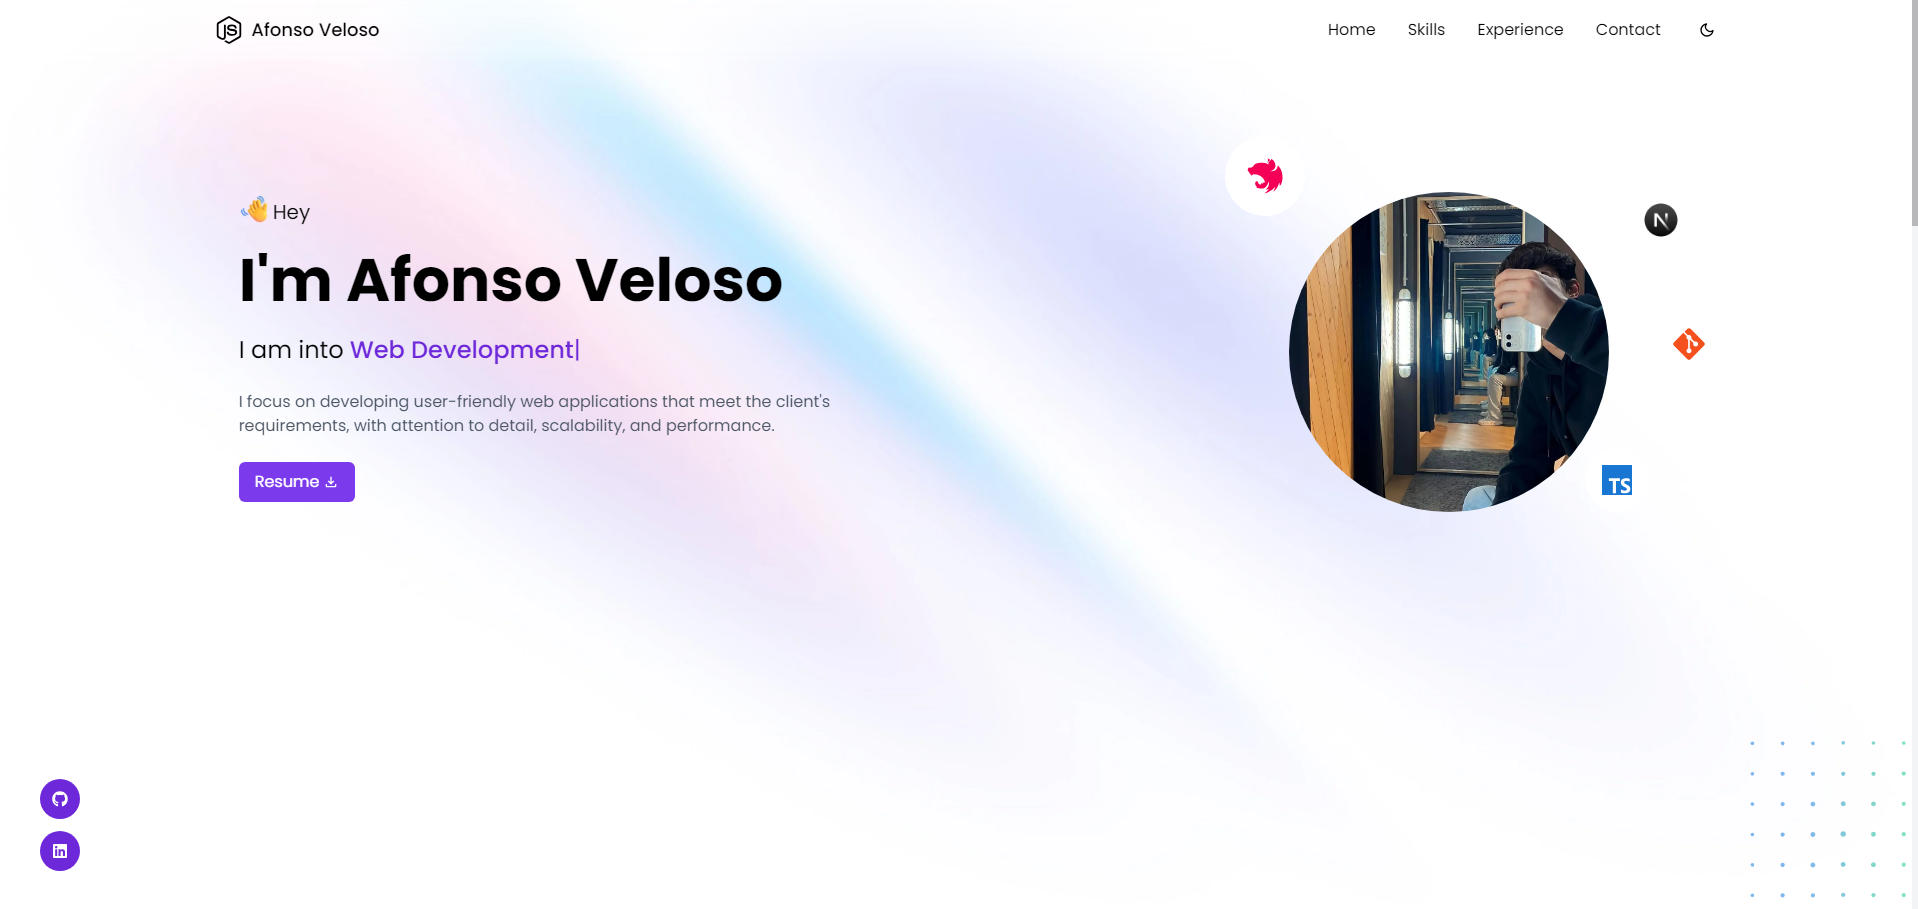 JS Afonso Veloso
Home Skills Experience Contact
👋 Hey
I'm Afonso Veloso
I am into Web Development|
I focus on developing user-friendly web applications that meet the client's
requirements, with attention to detail, scalability, and performance.
Resume
N
TS
in